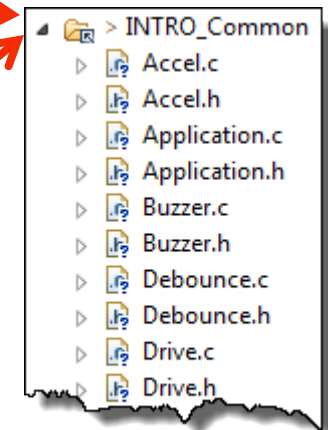 > INTRO_Common
Accel.c
Accel.h
Application.c
Application.h
Buzzer.c
Buzzer.h
Debounce.c
Debounce.h
Drive.c
Drive.h